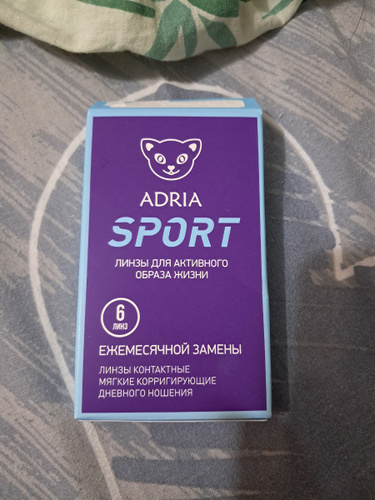 ADRIA
SPORT
ЛИНЗЫ ДЛЯ АКТИВНОГО
ОБРАЗА ЖИЗНИ
6
ЛИНЗ
ЕЖЕМЕСЯЧНОЙ ЗАМЕНЫ
ЛИНЗЫ КОНТАКТНЫЕ
МЯГКИЕ КОРРИГИРУЮЩИЕ
ДНЕВНОГО НОШЕНИЯ